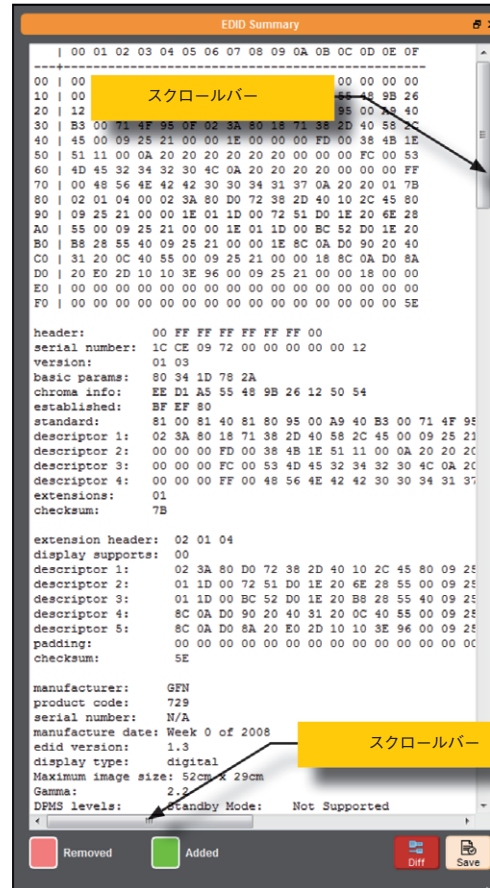 EDID Summary
| 00 01 02 03 04 05 06 07 08 09 0A 0B 0C 0D 0E 0F
---+------------------------------------------------
00 | 00 00 00 00 00
10 | 00 55 48 9B 26
20 | 12 95 00 A9 40
30 | B3 00 71 4F 95 0F 02 3A 80 18 71 38 2D 40 58 2C
40 | 45 00 09 25 21 00 00 1E 00 00 00 FD 00 38 4B 1E
50 | 51 11 00 0A 20 20 20 20 20 20 00 00 00 FC 00 53
60 | 4D 45 32 34 32 30 4C 0A 20 20 20 20 00 00 00 FF
70 | 00 48 56 4E 42 42 30 30 34 31 37 0A 20 20 01 7B
80 | 02 01 04 00 02 3A 80 D0 72 38 2D 40 10 2C 45 80
90 | 09 25 21 00 00 1E 01 1D 00 72 51 D0 1E 20 6E 28
A0 | 55 00 09 25 21 00 00 1E 01 1D 00 BC 52 D0 1E 20
B0 | B8 28 55 40 09 25 21 00 00 1E 8C 0A D0 90 20 40
C0 | 31 20 0C 40 55 00 09 25 21 00 00 18 8C 0A D0 8A
D0 | 20 E0 2D 10 10 3E 96 00 09 25 21 00 00 18 00 00
E0 | 00 00 00 00 00 00 00 00 00 00 00 00 00 00 00 00
F0 | 00 00 00 00 00 00 00 00 00 00 00 00 00 00 00 5E
スクロールバー
header: 00 FF FF FF FF FF FF 00
serial number: 1C CE 09 72 00 00 00 00 00 12
version: 01 03
basic params: 80 34 1D 78 2A
chroma info: EE D1 A5 55 48 9B 26 12 50 54
established: BF EF 80
standard: 81 00 81 40 81 80 95 00 A9 40 B3 00 71 4F 95
descriptor 1: 02 3A 80 18 71 38 2D 40 58 2C 45 00 09 25 21
descriptor 2: 00 00 00 FD 00 38 4B 1E 51 11 00 0A 20 20 20
descriptor 3: 00 00 00 FC 00 53 4D 45 32 34 32 30 4C 0A 20
descriptor 4: 00 00 00 FF 00 48 56 4E 42 42 30 30 34 31 37
extensions: 01
checksum: 7B
extension header: 02 01 04
display supports: 00
descriptor 1: 02 3A 80 D0 72 38 2D 40 10 2C 45 80 09 25
descriptor 2: 01 1D 00 72 51 D0 1E 20 6E 28 55 00 09 25
descriptor 3: 01 1D 00 BC 52 D0 1E 20 B8 28 55 40 09 25
descriptor 4: 8C 0A D0 90 20 40 31 20 0C 40 55 00 09 25
descriptor 5: 8C 0A D0 8A 20 E0 2D 10 10 3E 96 00 09 25
padding: 00 00 00 00 00 00 00 00 00 00 00 00 00 00
checksum: 5E
manufacturer: GFN
product code: 729
serial number: N/A
manufacture date: Week 0 of 2008
edid version: 1.3
display type: digital
Maximum image size: 52cm x 29cm
Gamma: 2.2
DPMS levels: Standby Mode: Not Supported
スクロールバー
Removed
Added
Diff
Save